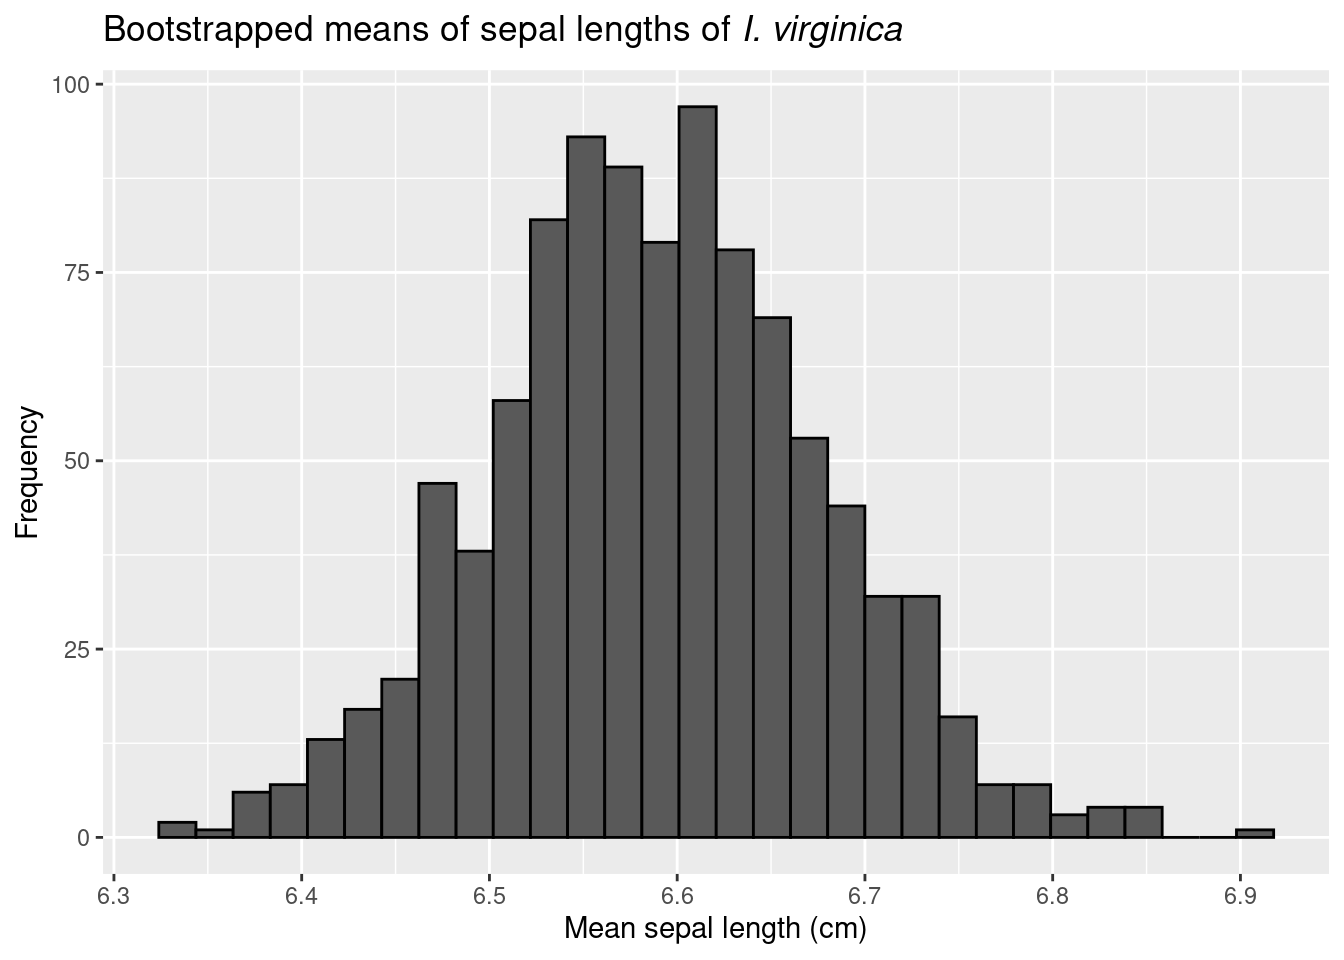 Bootstrapped means of sepal lengths of I. virginica
100
75
50
25
0
Frequency
6.3 6.4 6.5 6.6 6.7 6.8 6.9
Mean sepal length (cm)